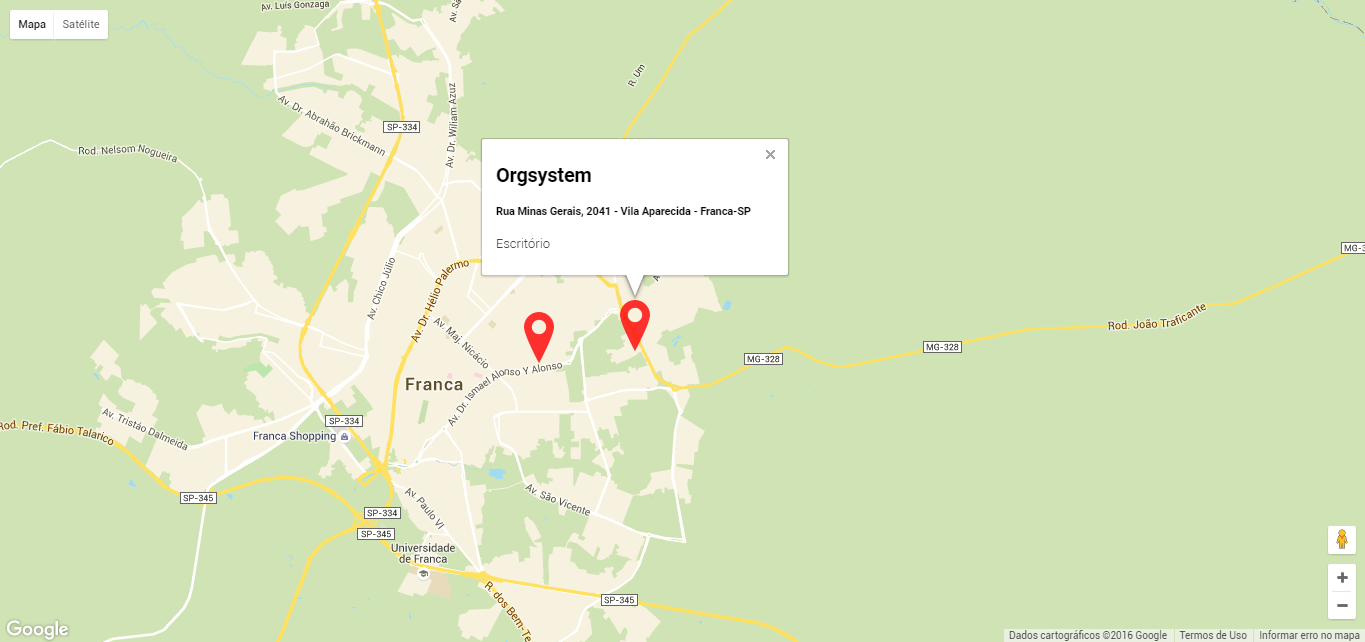 Av. Luís Gonzaga
Mapa
Satélite
R. Um
Av. Dr. Wiliam Azuz
Av. Dr. Abrahão Brickmann
SP-334
Rod. Nelsom Nogueira
Orgsystem
Rua Minas Gerais, 2041 - Vila Aparecida - Franca-SP
Escritório
Av. Chico Júlio
Av. Dr. Hélio Palermo
Av. Maj. Nicácio
Rod. João Traficante
MG-328
MG-328
Franca
Av. Dr. Ismael Alonso Y Alonso
Av. Tristão Dalmeida
SP-334
Rod. Pref. Fábio Talarico
Franca Shopping
SP-345
Av. São Vicente
Av. Paulo VI
SP-334
SP-345
Universidade
de Franca
R. dos Bem-Te
SP-345
Google
Dados cartográficos ©2016 Google
Termos de Uso
Informar erro no mapa